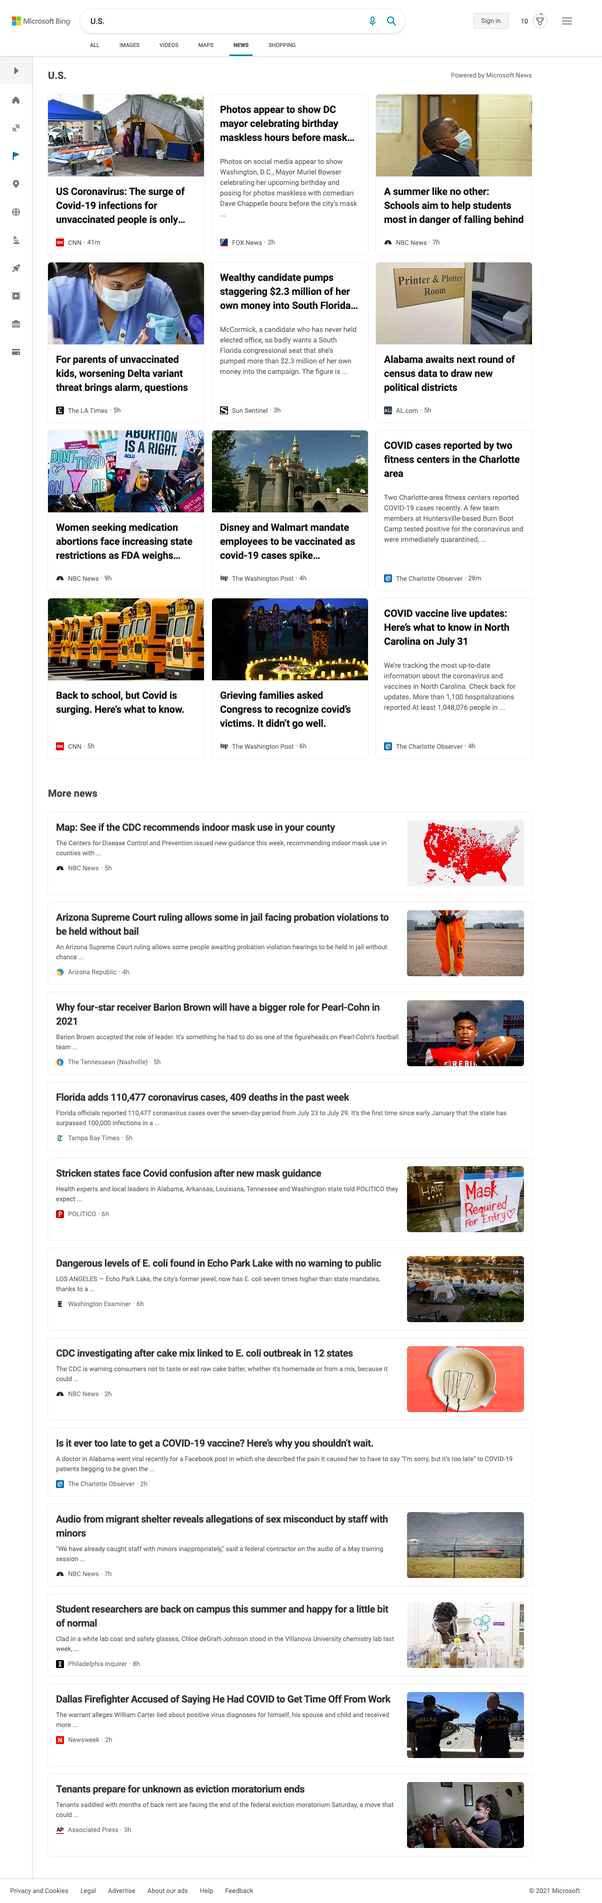 Microsoft Bing
U.S.
Sign in
10
ALL
IMAGES
VIDEOS
MAPS
NEWS
SHOPPING
U.S.
Powered by Microsoft News
US Coronavirus: The surge of
Covid-19 infections for
unvaccinated people is only...
CNN · 41m
Photos appear to show DC
mayor celebrating birthday
maskless hours before mask...
Photos on social media appear to show
Washington, D.C., Mayor Muriel Bowser
celebrating her upcoming birthday and
posing for photos maskless with comedian
Dave Chappelle hours before the city's mask
...
FOX News · 2h
A summer like no other:
Schools aim to help students
most in danger of falling behind
NBC News · 7h
For parents of unvaccinated
kids, worsening Delta variant
threat brings alarm, questions
The LA Times · 5h
Wealthy candidate pumps
staggering $2.3 million of her
own money into South Florida...
McCormick, a candidate who has never held
elected office, so badly wants a South
Florida congressional seat that she's
pumped more than $2.3 million of her own
money into the campaign. The figure is ...
Sun Sentinel · 3h
Printer & Plotter
Room
Alabama awaits next round of
census data to draw new
political districts
AL.com · 5h
DON'T TREAD
ON ME
ABORTION
IS A RIGHT.
Women seeking medication
abortions face increasing state
restrictions as FDA weighs...
NBC News · 9h
Disney and Walmart mandate
employees to be vaccinated as
covid-19 cases spike...
The Washington Post · 4h
COVID cases reported by two
fitness centers in the Charlotte
area
Two Charlotte-area fitness centers reported
COVID-19 cases recently. A few team
members at Huntersville-based Burn Boot
Camp tested positive for the coronavirus and
were immediately quarantined, ...
The Charlotte Observer · 28m
Back to school, but Covid is
surging. Here's what to know.
CNN · 5h
Grieving families asked
Congress to recognize covid's
victims. It didn't go well.
The Washington Post · 6h
COVID vaccine live updates:
Here's what to know in North
Carolina on July 31
We're tracking the most up-to-date
information about the coronavirus and
vaccines in North Carolina. Check back for
updates. More than 1,100 hospitalizations
reported At least 1,048,076 people in ...
The Charlotte Observer · 4h
More news
Map: See if the CDC recommends indoor mask use in your county
The Centers for Disease Control and Prevention issued new guidance this week, recommending indoor mask use in
counties with ...
NBC News · 5h
Arizona Supreme Court ruling allows some in jail facing probation violations to
be held without bail
An Arizona Supreme Court ruling allows some people awaiting probation violation hearings to be held in jail without
chance ...
Arizona Republic · 4h
Why four-star receiver Barion Brown will have a bigger role for Pearl-Cohn in
2021
Barion Brown accepted the role of leader. It's something he had to do as one of the figureheads on Pearl-Cohn's football
team ...
The Tennessean (Nashville) · 5h
Florida adds 110,477 coronavirus cases, 409 deaths in the past week
Florida officials reported 110,477 coronavirus cases over the seven-day period from July 23 to July 29. It's the first time since early January that the state has
surpassed 100,000 infections in a ...
Tampa Bay Times · 5h
Stricken states face Covid confusion after new mask guidance
Health experts and local leaders in Alabama, Arkansas, Louisiana, Tennessee and Washington state told POLITICO they
expect ...
POLITICO · 6h
Mask
Required
For Entry
Dangerous levels of E. coli found in Echo Park Lake with no warning to public
LOS ANGELES — Echo Park Lake, the city's former jewel, now has E. coli seven times higher than state mandates,
thanks to a ...
Washington Examiner · 6h
CDC investigating after cake mix linked to E. coli outbreak in 12 states
The CDC is warning consumers not to taste or eat raw cake batter, whether it's homemade or from a mix, because it
could ...
NBC News · 2h
Is it ever too late to get a COVID-19 vaccine? Here's why you shouldn't wait.
A doctor in Alabama went viral recently for a Facebook post in which she described the pain it caused her to have to say "I'm sorry, but it's too late" to COVID-19
patients begging to be given the ...
The Charlotte Observer · 2h
Audio from migrant shelter reveals allegations of sex misconduct by staff with
minors
"We have already caught staff with minors inappropriately," said a federal contractor on the audio of a May training
session ...
NBC News · 7h
Student researchers are back on campus this summer and happy for a little bit
of normal
Clad in a white lab coat and safety glasses, Chloe deGraft-Johnson stood in the Villanova University chemistry lab last
week, ...
Philadelphia Inquirer · 8h
Dallas Firefighter Accused of Saying He Had COVID to Get Time Off From Work
The warrant alleges William Carter lied about positive virus diagnoses for himself, his spouse and child and received
more ...
Newsweek · 2h
DALLAS
DALLAS
Tenants prepare for unknown as eviction moratorium ends
Tenants saddled with months of back rent are facing the end of the federal eviction moratorium Saturday, a move that
could ...
AP
Associated Press · 3h
Privacy and Cookies
Legal
Advertise
About our ads
Help
Feedback
© 2021 Microsoft